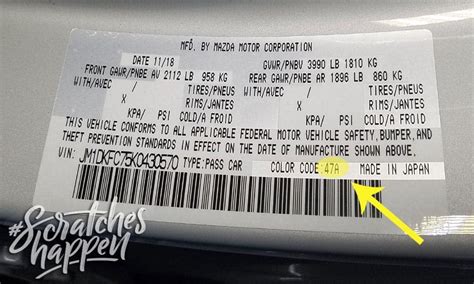 MFD. BY MAZDA MOTOR CORPORATION
DATE 11/18 GVWR/PNBV 3990 LB 1810 KG
FRONT GAWR/PNBE AV 2112 LB 958 KG REAR GAWR/PNBE AR 1896 LB 860 KG
WITH/AVEC / TIRES/PNEUS WITH/AVEC / TIRES/PNEUS
X RIMS/JANTES X RIMS/JANTES
KPA/ PSI COLD/A FROID KPA/ PSI COLD/A FROID
THIS VEHICLE CONFORMS TO ALL APPLICABLE FEDERAL MOTOR VEHICLE SAFETY, BUMPER, AND
THEFT PREVENTION STANDARDS IN EFFECT ON THE DATE OF MANUFACTURE SHOWN ABOVE.
VIN: JM1DKFC75K0430570 TYPE:PASS CAR COLOR CODE:47A MADE IN JAPAN
#Scratches
happen